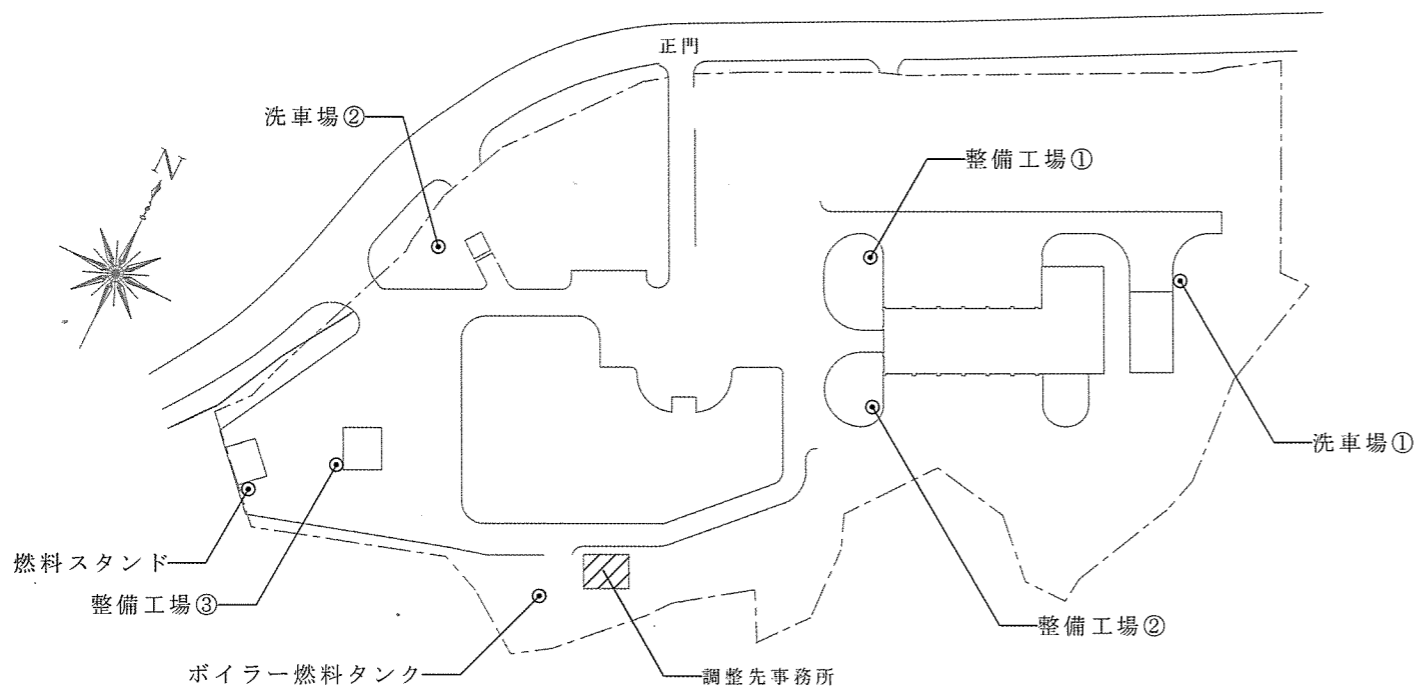 正門
洗車場②
整備工場①
N
洗車場①
燃料スタンド
整備工場③
整備工場②
ボイラー燃料タンク
調整先事務所